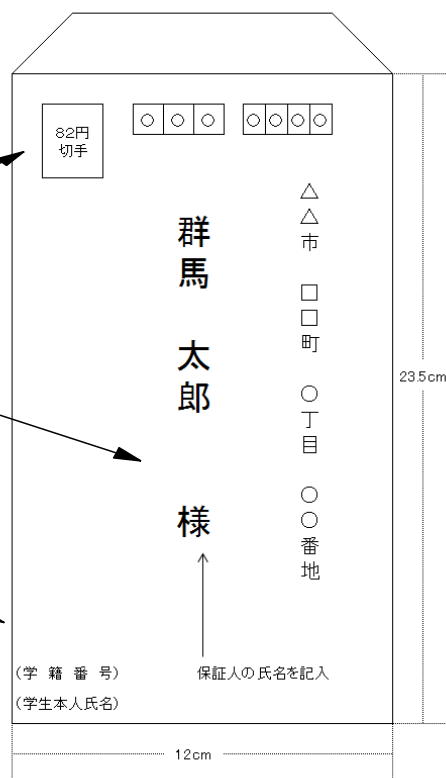 82円
切手
○○○ ○○○○
△△市 □□町 ○丁目 ○○番地
群馬 太郎 様
23.5cm
保証人の氏名を記入
(学籍番号)
(学生本人氏名)
12cm